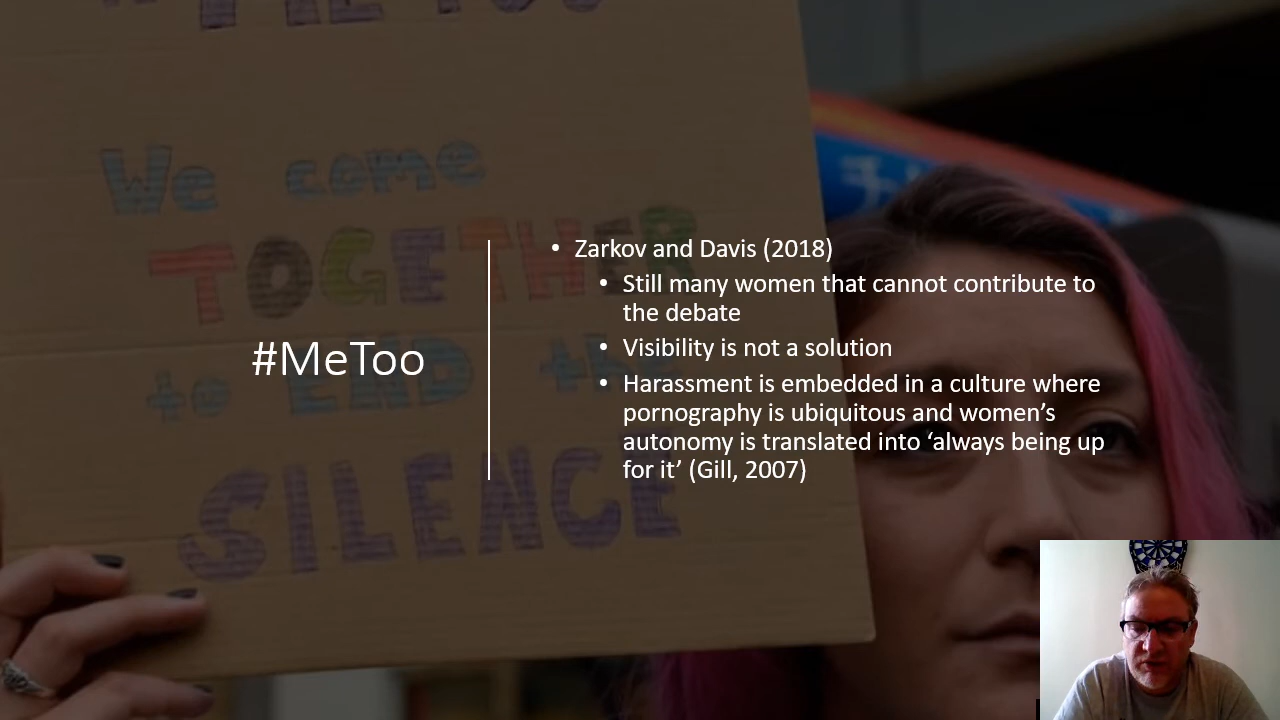 We come
TOGETHER
to END the
SILENCE
#MeToo
• Zarkov and Davis (2018)
• Still many women that cannot contribute to
the debate
• Visibility is not a solution
• Harassment is embedded in a culture where
pornography is ubiquitous and women’s
autonomy is translated into ‘always being up
for it’ (Gill, 2007)